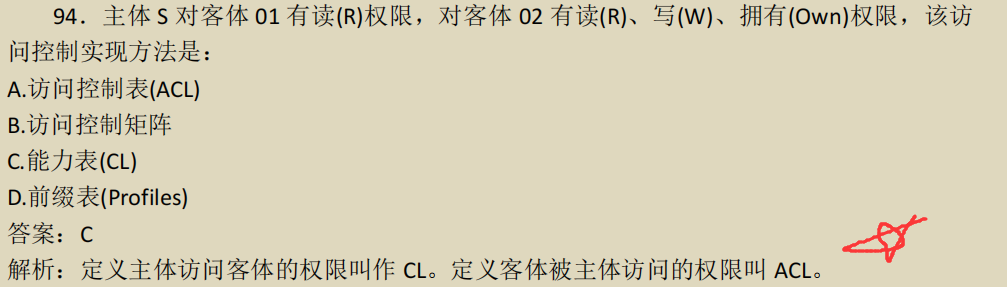 94．主体 S 对客体 01 有读(R)权限，对客体 02 有读(R)、写(W)、拥有(Own)权限，该访
问控制实现方法是：
A.访问控制表(ACL)
B.访问控制矩阵
C.能力表(CL)
D.前缀表(Profiles)
答案：C
解析：定义主体访问客体的权限叫作 CL。定义客体被主体访问的权限叫 ACL。